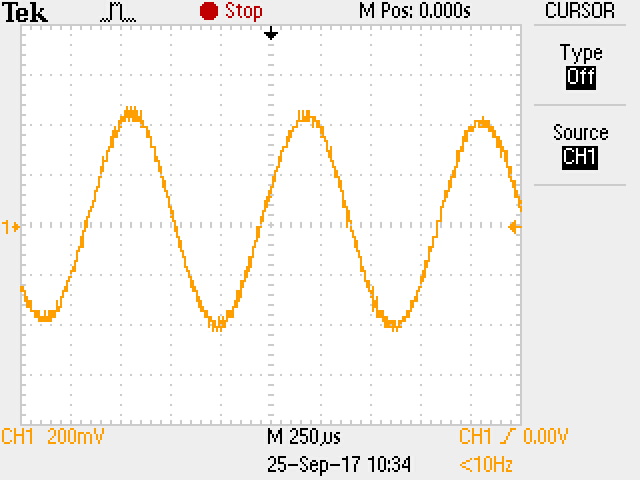 Tek Stop M Pos: 0.000s CURSOR
Type
Off
Source
CH1
1
CH1 200mV M 250µs CH1 0.00V
25-Sep-17 10:34 <10Hz